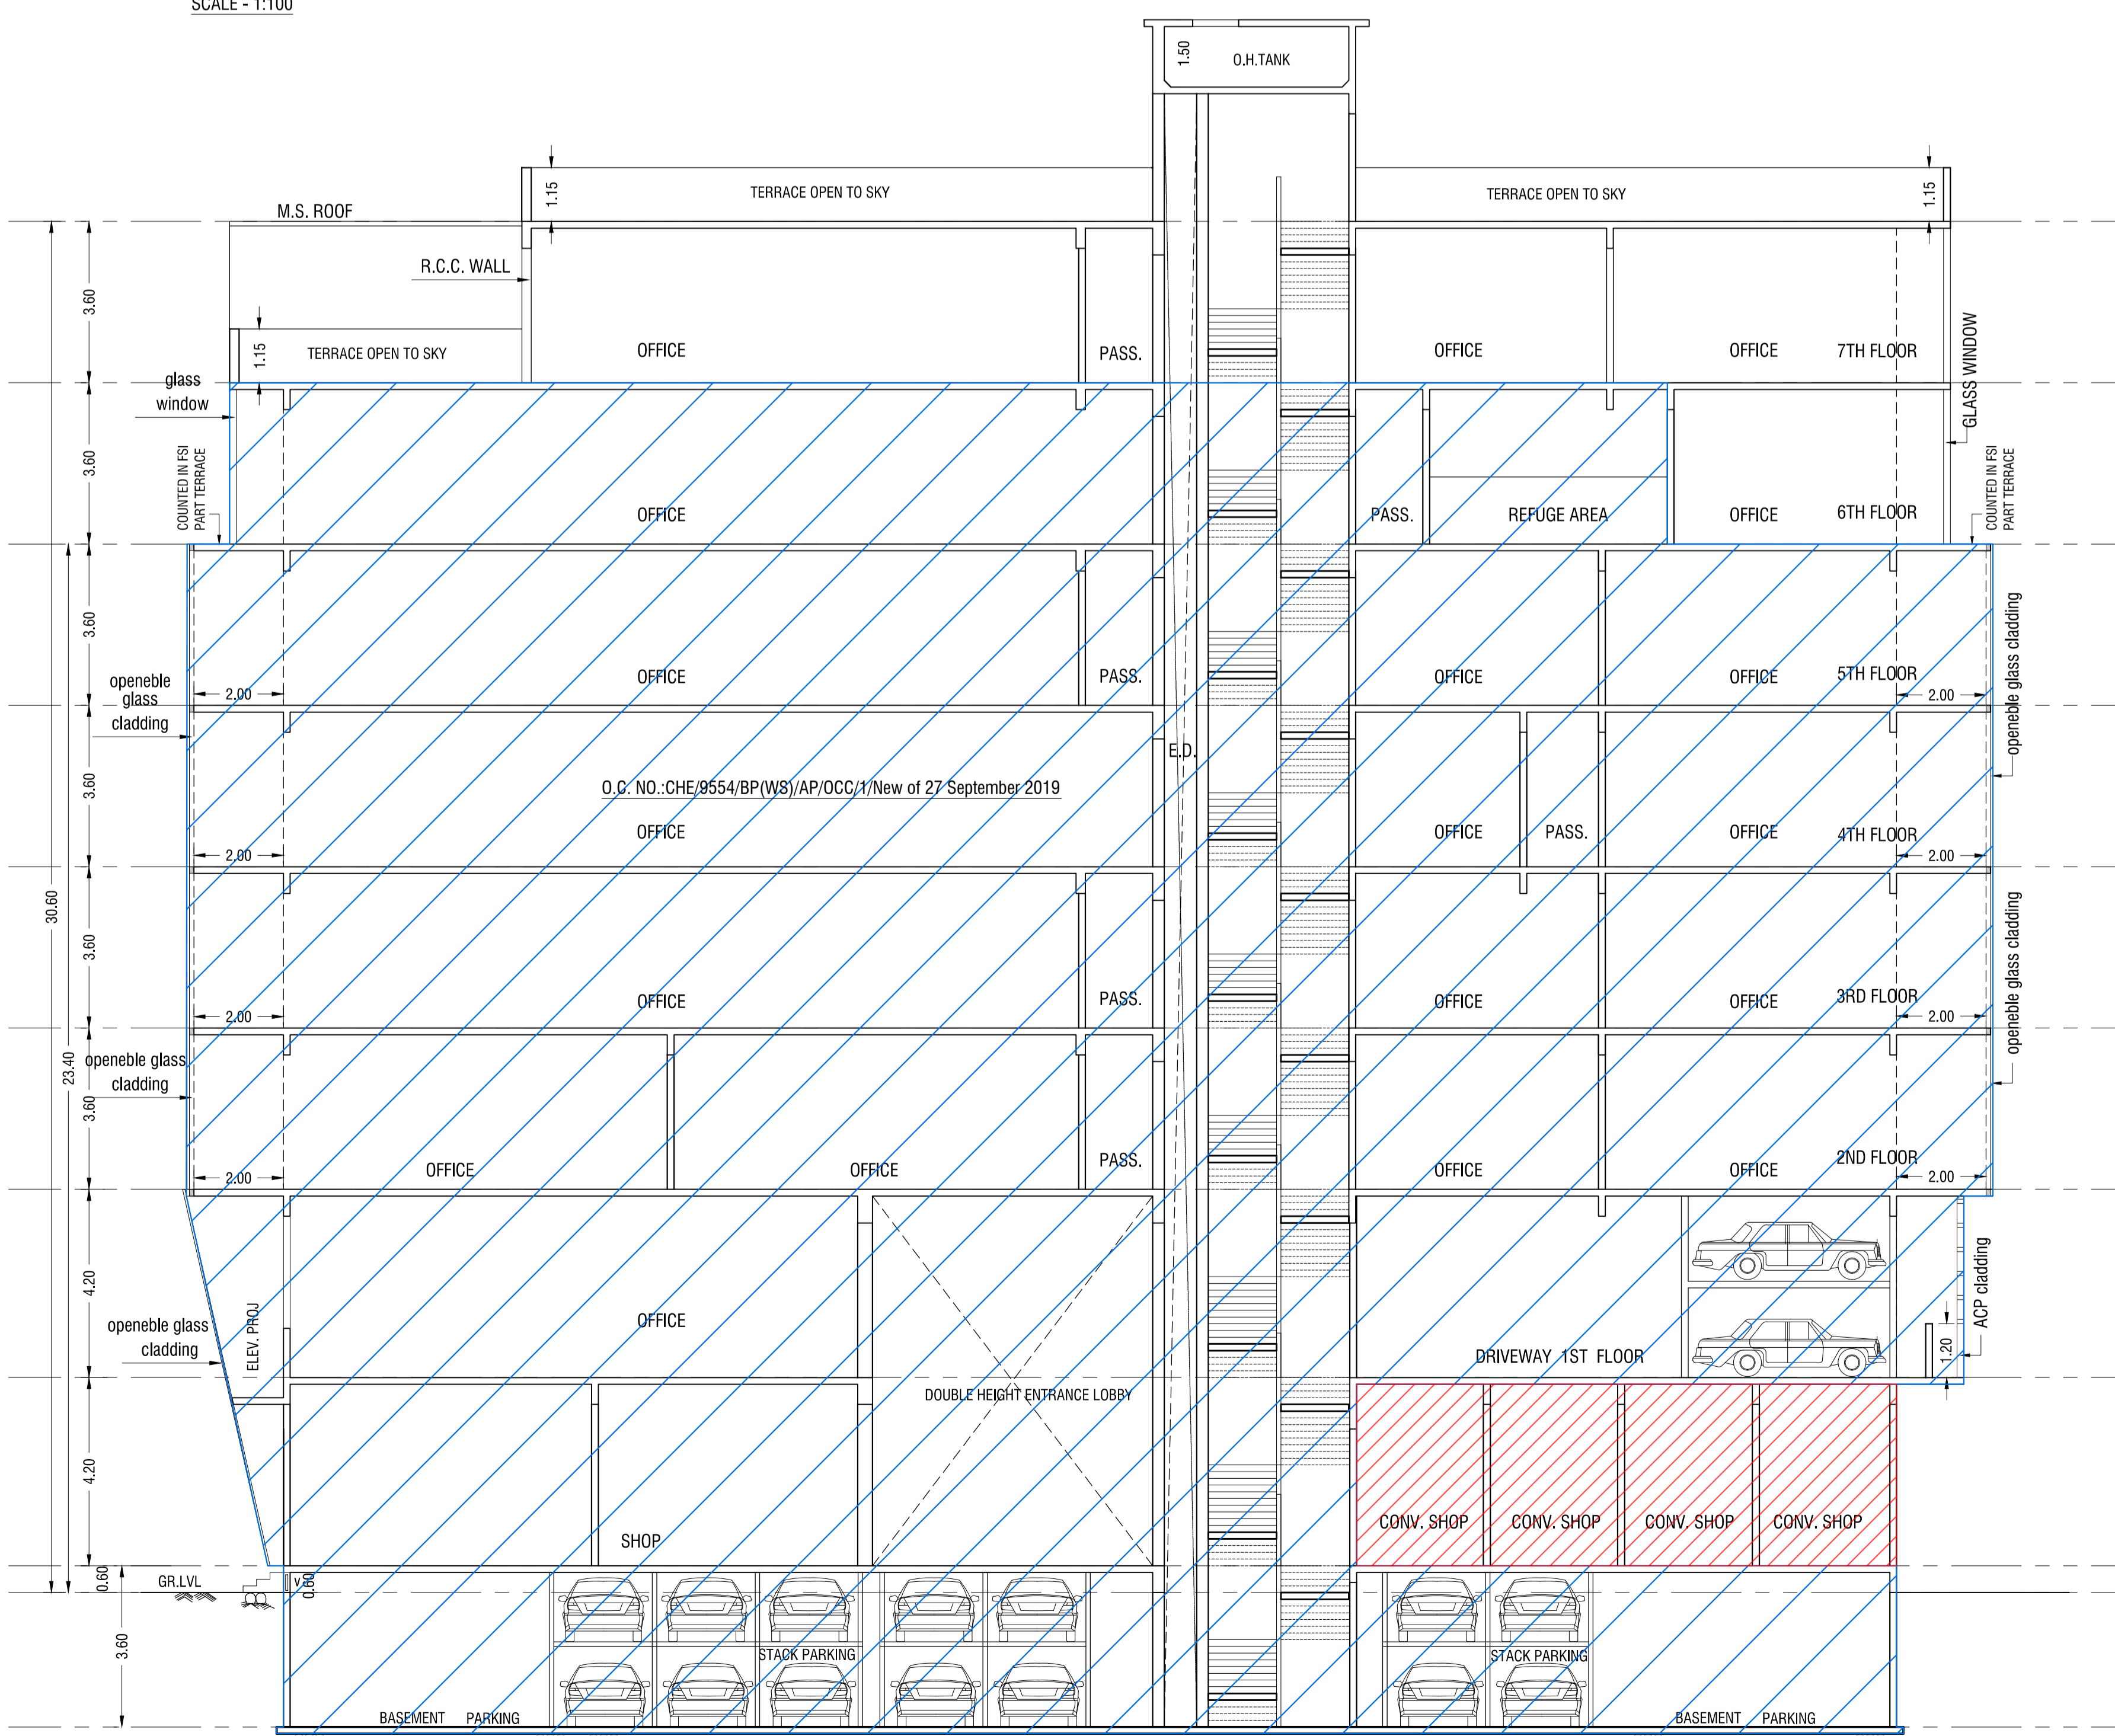 SCALE - 1:100
1.50
O.H.TANK
1.15
TERRACE OPEN TO SKY
TERRACE OPEN TO SKY
1.15
M.S. ROOF
R.C.C. WALL
3.60
1.15
TERRACE OPEN TO SKY
OFFICE
PASS.
OFFICE
OFFICE
7TH FLOOR
GLASS WINDOW
glass
window
3.60
COUNTED IN FSI
PART TERRACE
OFFICE
PASS.
REFUGE AREA
OFFICE
6TH FLOOR
COUNTED IN FSI
PART TERRACE
3.60
openeble
glass
cladding
2.00
OFFICE
PASS.
OFFICE
OFFICE
5TH FLOOR
2.00
openeble glass cladding
3.60
E.D.
O.C. NO.:CHE/9554/BP(WS)/AP/OCC/1/New of 27 September 2019
2.00
OFFICE
OFFICE
PASS.
OFFICE
4TH FLOOR
2.00
30.60
3.60
2.00
OFFICE
PASS.
OFFICE
OFFICE
3RD FLOOR
2.00
openeble glass cladding
23.40
openeble glass
cladding
3.60
2.00
OFFICE
OFFICE
PASS.
OFFICE
OFFICE
2ND FLOOR
2.00
4.20
openeble glass
cladding
ELEV. PROJ
OFFICE
DRIVEWAY 1ST FLOOR
1.20
ACP cladding
DOUBLE HEIGHT ENTRANCE LOBBY
4.20
SHOP
CONV. SHOP
CONV. SHOP
CONV. SHOP
CONV. SHOP
0.60
GR.LVL
V
0.60
3.60
STACK PARKING
STACK PARKING
BASEMENT PARKING
BASEMENT PARKING